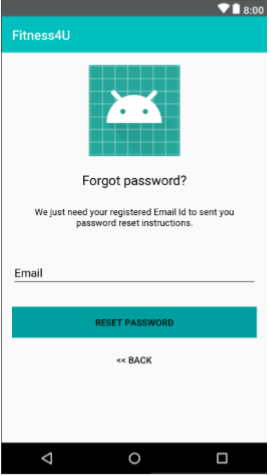 8:00
Fitness4U
Forgot password?
We just need your registered Email Id to sent you
password reset instructions.
Email
RESET PASSWORD
<< BACK